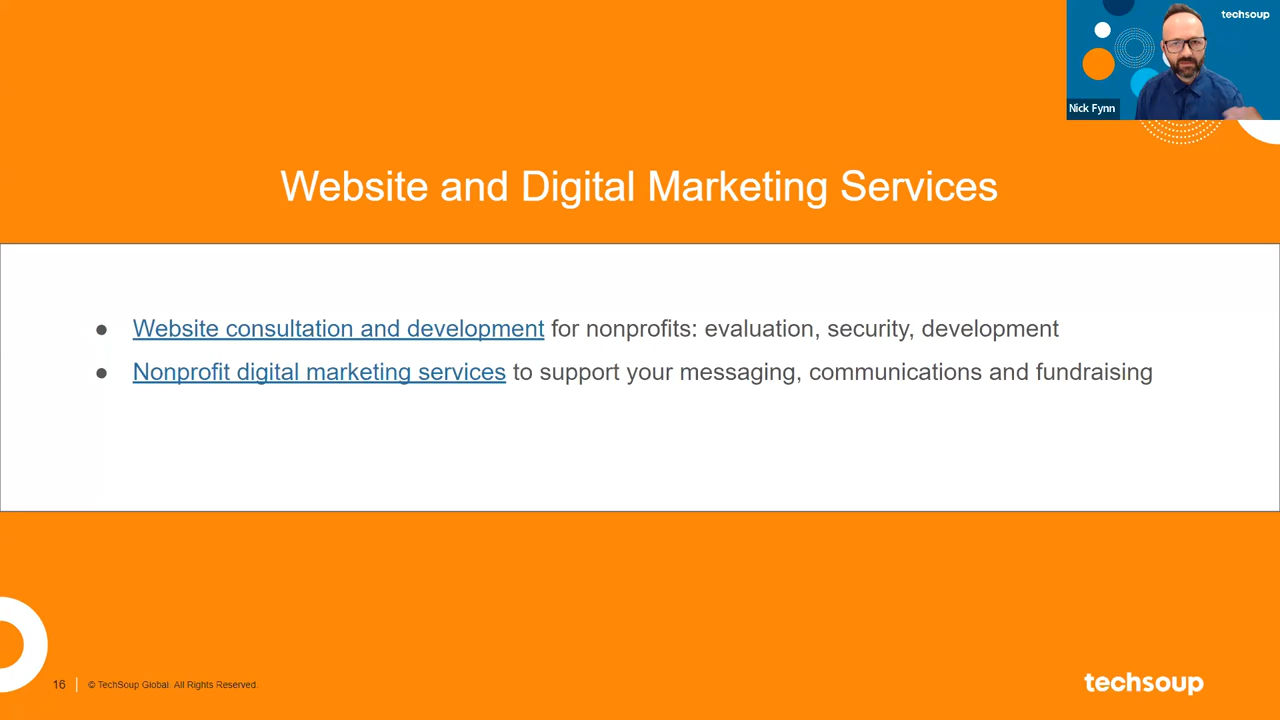 techsoup
Nick Fynn
Website and Digital Marketing Services
● Website consultation and development for nonprofits: evaluation, security, development
● Nonprofit digital marketing services to support your messaging, communications and fundraising
16 | © TechSoup Global. All Rights Reserved.
techsoup